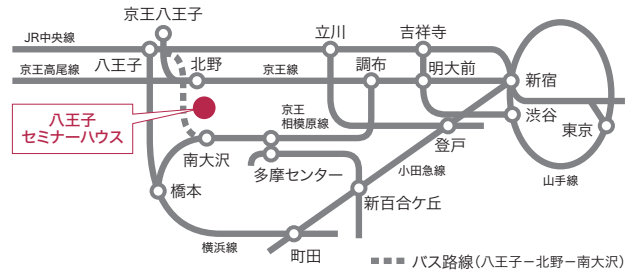 京王八王子
JR中央線
八王子
立川
吉祥寺
京王高尾線
北野
京王線
調布
明大前
新宿
八王子
セミナーハウス
京王
相模原線
渋谷
東京
南大沢
多摩センター
登戸
小田急線
山手線
橋本
新百合ケ丘
横浜線
町田
バス路線(八王子−北野−南大沢)